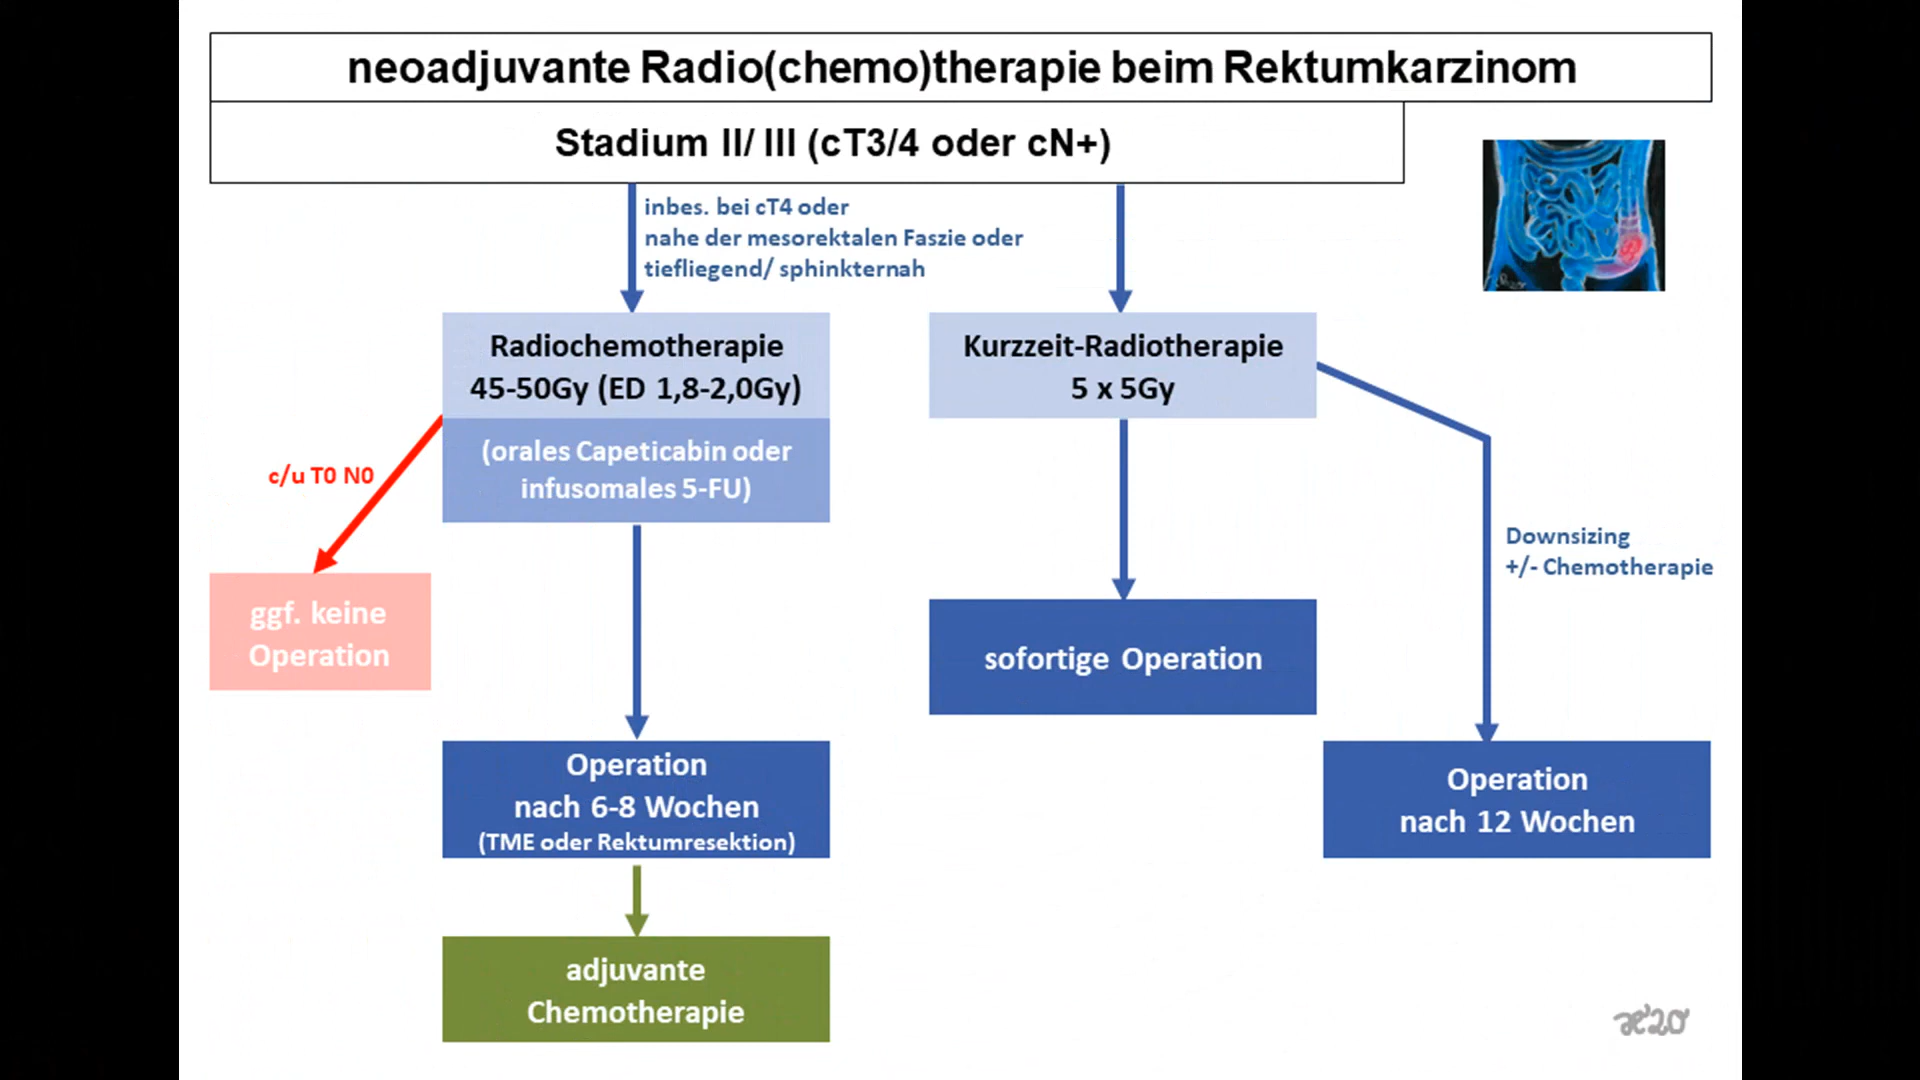 neoadjuvante Radio(chemo)therapie beim Rektumkarzinom
Stadium II/ III (cT3/4 oder cN+)
inbes. bei cT4 oder
nahe der mesorektalen Faszie oder
tiefliegend/ sphinkternah
Radiochemotherapie
45-50Gy (ED 1,8-2,0Gy)
(orales Capeticabin oder
infusomales 5-FU)
Kurzzeit-Radiotherapie
5 x 5Gy
c/u T0 N0
ggf. keine
Operation
Downsizing
+/- Chemotherapie
sofortige Operation
Operation
nach 6-8 Wochen
(TME oder Rektumresektion)
Operation
nach 12 Wochen
adjuvante
Chemotherapie